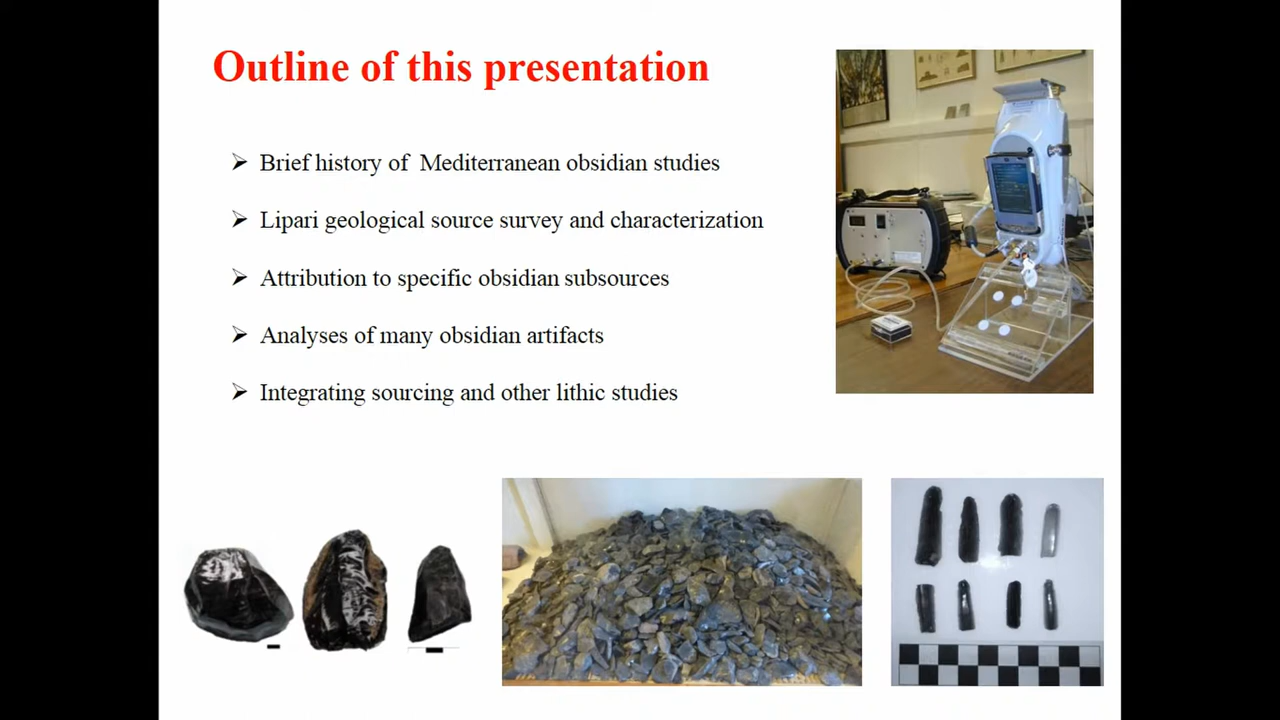 Outline of this presentation
Brief history of Mediterranean obsidian studies
Lipari geological source survey and characterization
Attribution to specific obsidian subsources
Analyses of many obsidian artifacts
Integrating sourcing and other lithic studies